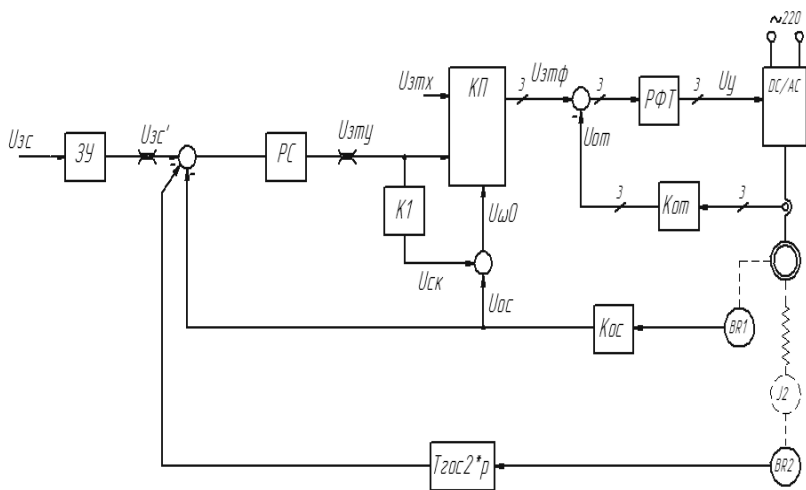 ~220
Uзтх
КП
3
Uзтф
3
РФТ
3
Uу
DC/AC
Uзс
ЗУ
Uзс'
-
-
РС
Uзту
-
Uот
3
Кот
3
К1
Uω0
Uск
Uос
Кос
BR1
J2
Tгос2*р
BR2